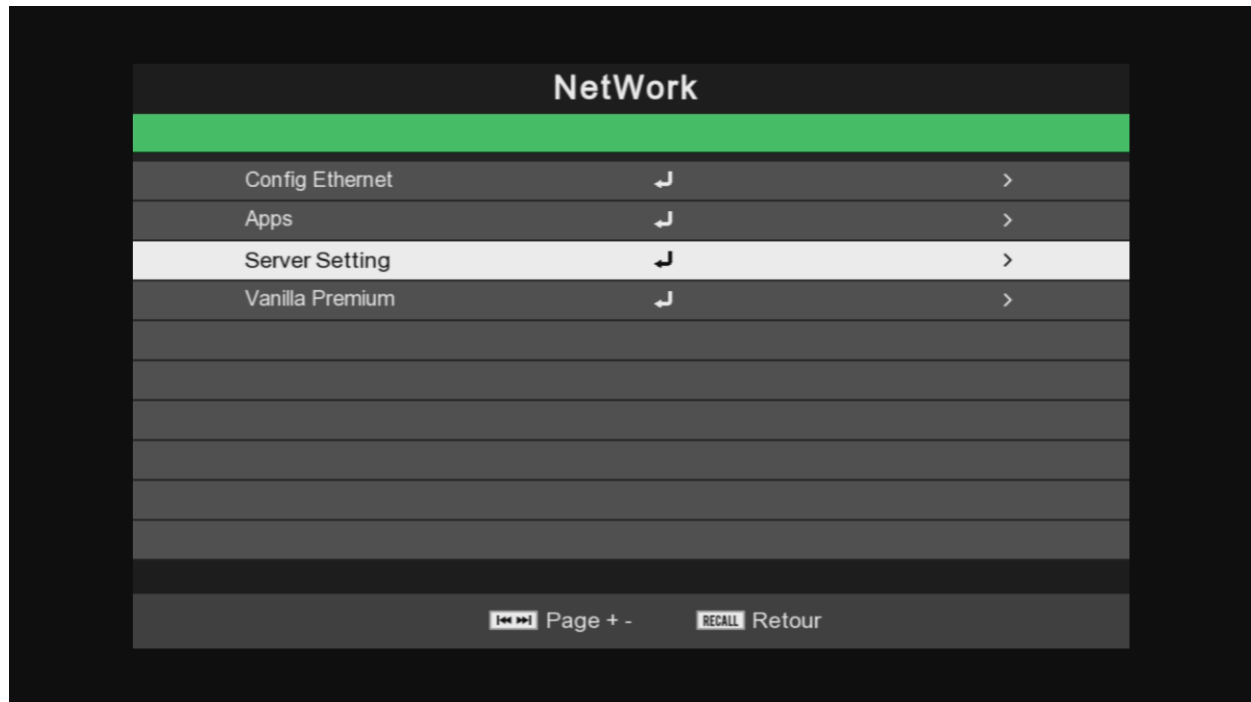 NetWork
Config Ethernet
Apps
Server Setting
Vanilla Premium
Page + - RECALL Retour